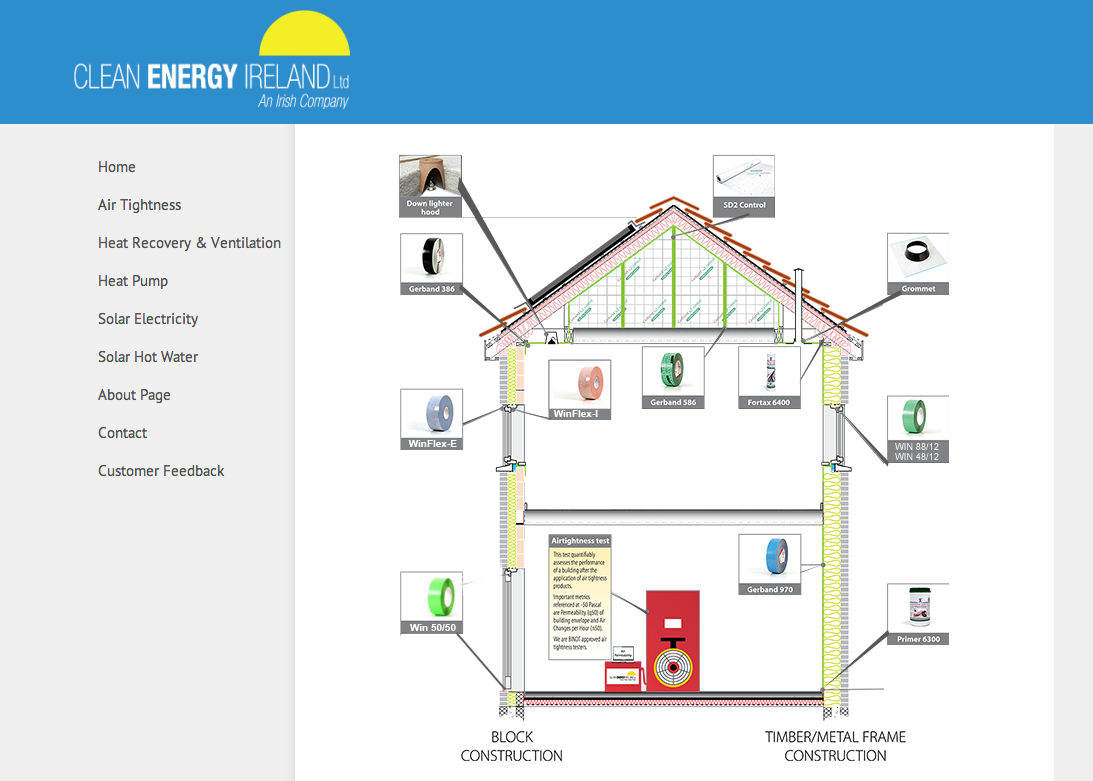 CLEAN ENERGY IRELAND Ltd
An Irish Company
Home
Air Tightness
Heat Recovery & Ventilation
Heat Pump
Solar Electricity
Solar Hot Water
About Page
Contact
Customer Feedback
Down lighter
hood
SD2 Control
Gerband 386
Grommet
WinFlex-I
Gerband 586
Fortax 6400
WinFlex-E
WIN 88/12
WIN 48/12
Airtightness test
This test quantifiably
assesses the performance
of a building after the
application of air tightness
products.
Important metrics
referenced at -50 Pascal
are Permeability (q50) of
building envelope and Air
Changes per Hour (n50).
We are BINDT approved air
tightness testers.
Gerband 970
Win 50/50
Primer 6300
Air
Permeability
CLEAN ENERGY IRELAND
BLOCK
CONSTRUCTION
TIMBER/METAL FRAME
CONSTRUCTION